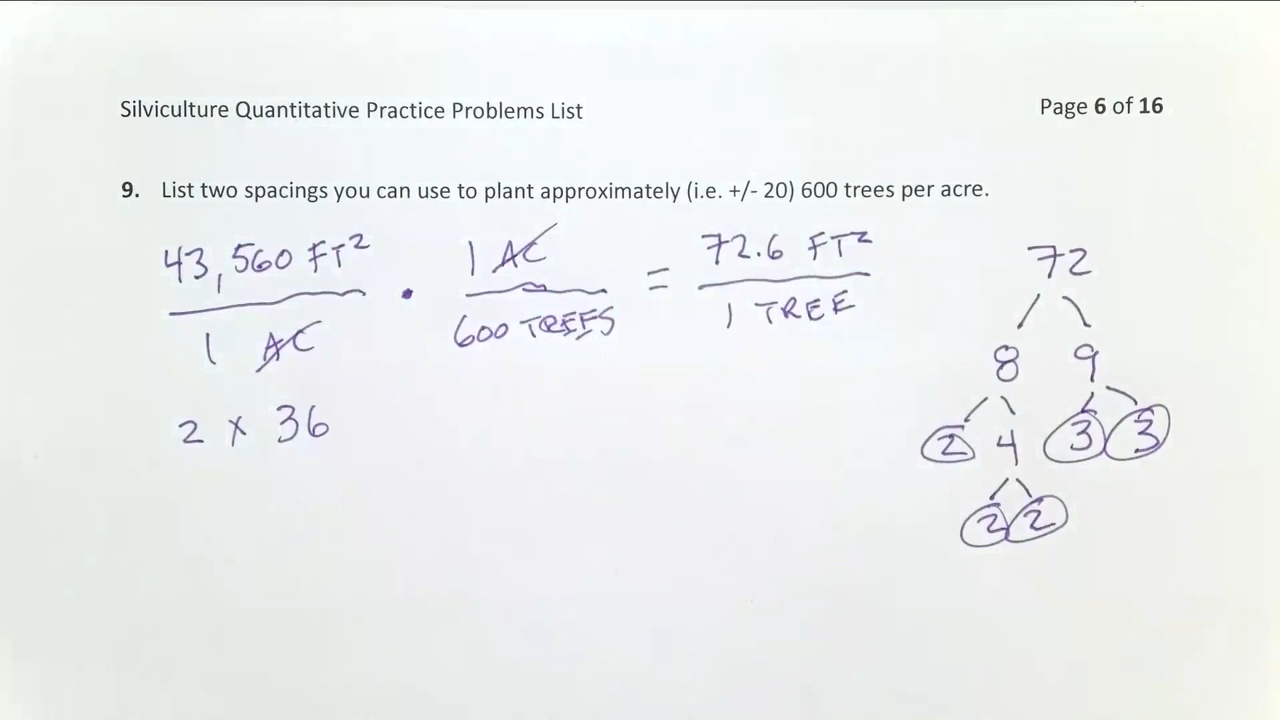 Silviculture Quantitative Practice Problems List Page 6 of 16
9. List two spacings you can use to plant approximately (i.e. +/- 20) 600 trees per acre.
43,560 FT² · 1 AC = 72.6 FT²
1 AC 600 TREES 1 TREE
2 x 36
72
8 9
2 4 3 3
2 2